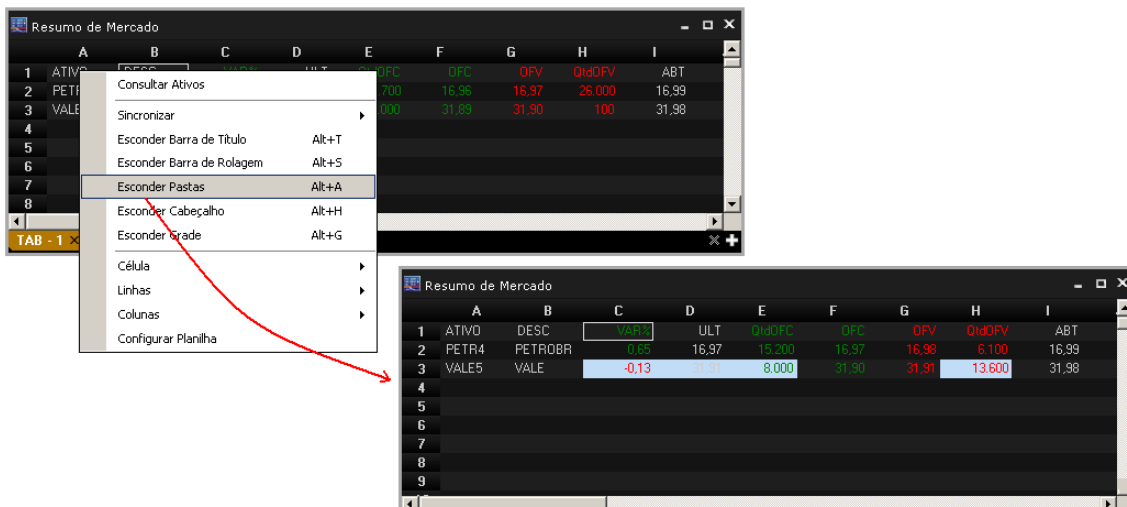 Resumo de Mercado
A B C D E F G H I
1 ATIVO DESC VAR% ULT QtdOFC OFC OFV QtdOFV ABT
2 PETR .700 16,96 16,97 26.000 16,99
3 VALE .000 31,89 31,90 100 31,98
4
5
6
7
8
TAB - 1
Consultar Ativos
Sincronizar
Esconder Barra de Título Alt+T
Esconder Barra de Rolagem Alt+S
Esconder Pastas Alt+A
Esconder Cabeçalho Alt+H
Esconder Grade Alt+G
Célula
Linhas
Colunas
Configurar Planilha
Resumo de Mercado
A B C D E F G H I
1 ATIVO DESC VAR% ULT QtdOFC OFC OFV QtdOFV ABT
2 PETR4 PETROBR 0,65 16,97 15.200 16,97 16,98 6.100 16,99
3 VALE5 VALE -0,13 31,91 8.000 31,90 31,91 13.600 31,98
4
5
6
7
8
9